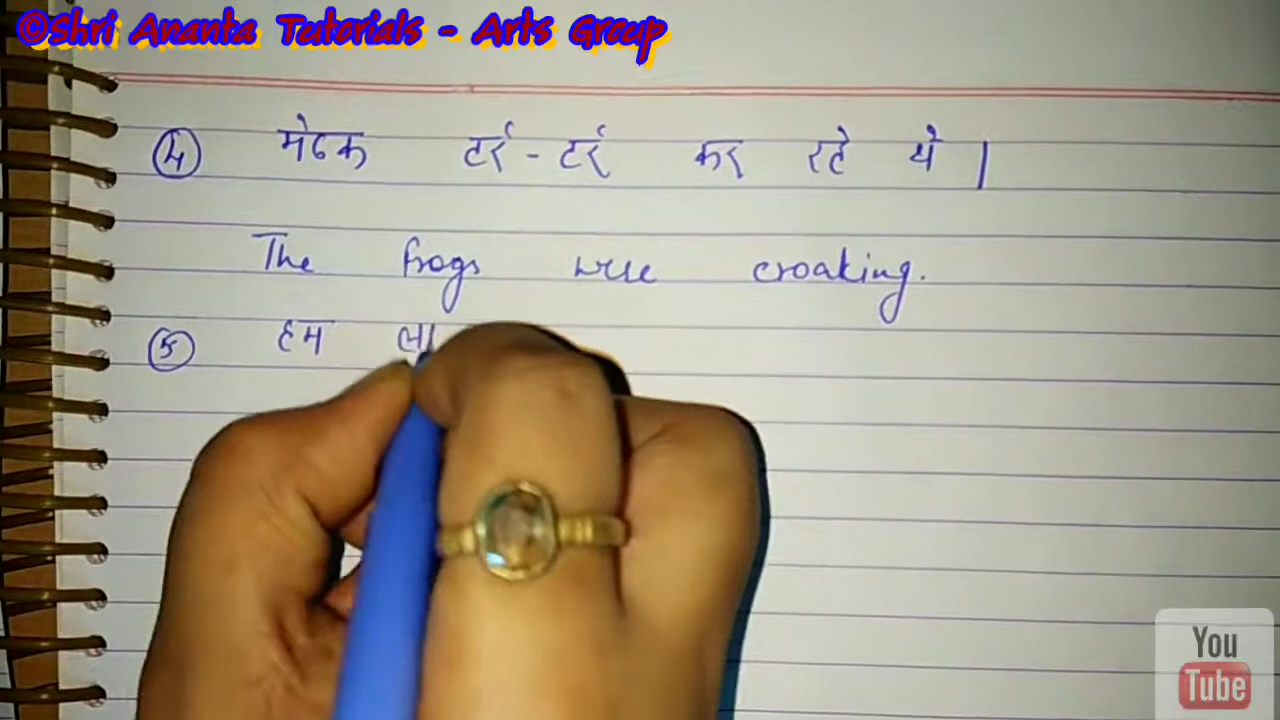 ©Shri Ananta Tutorials - Arts Group
④ मेढक टर्र-टर्र कर रहे थे |
The frogs were croaking.
⑤ हम
You
Tube